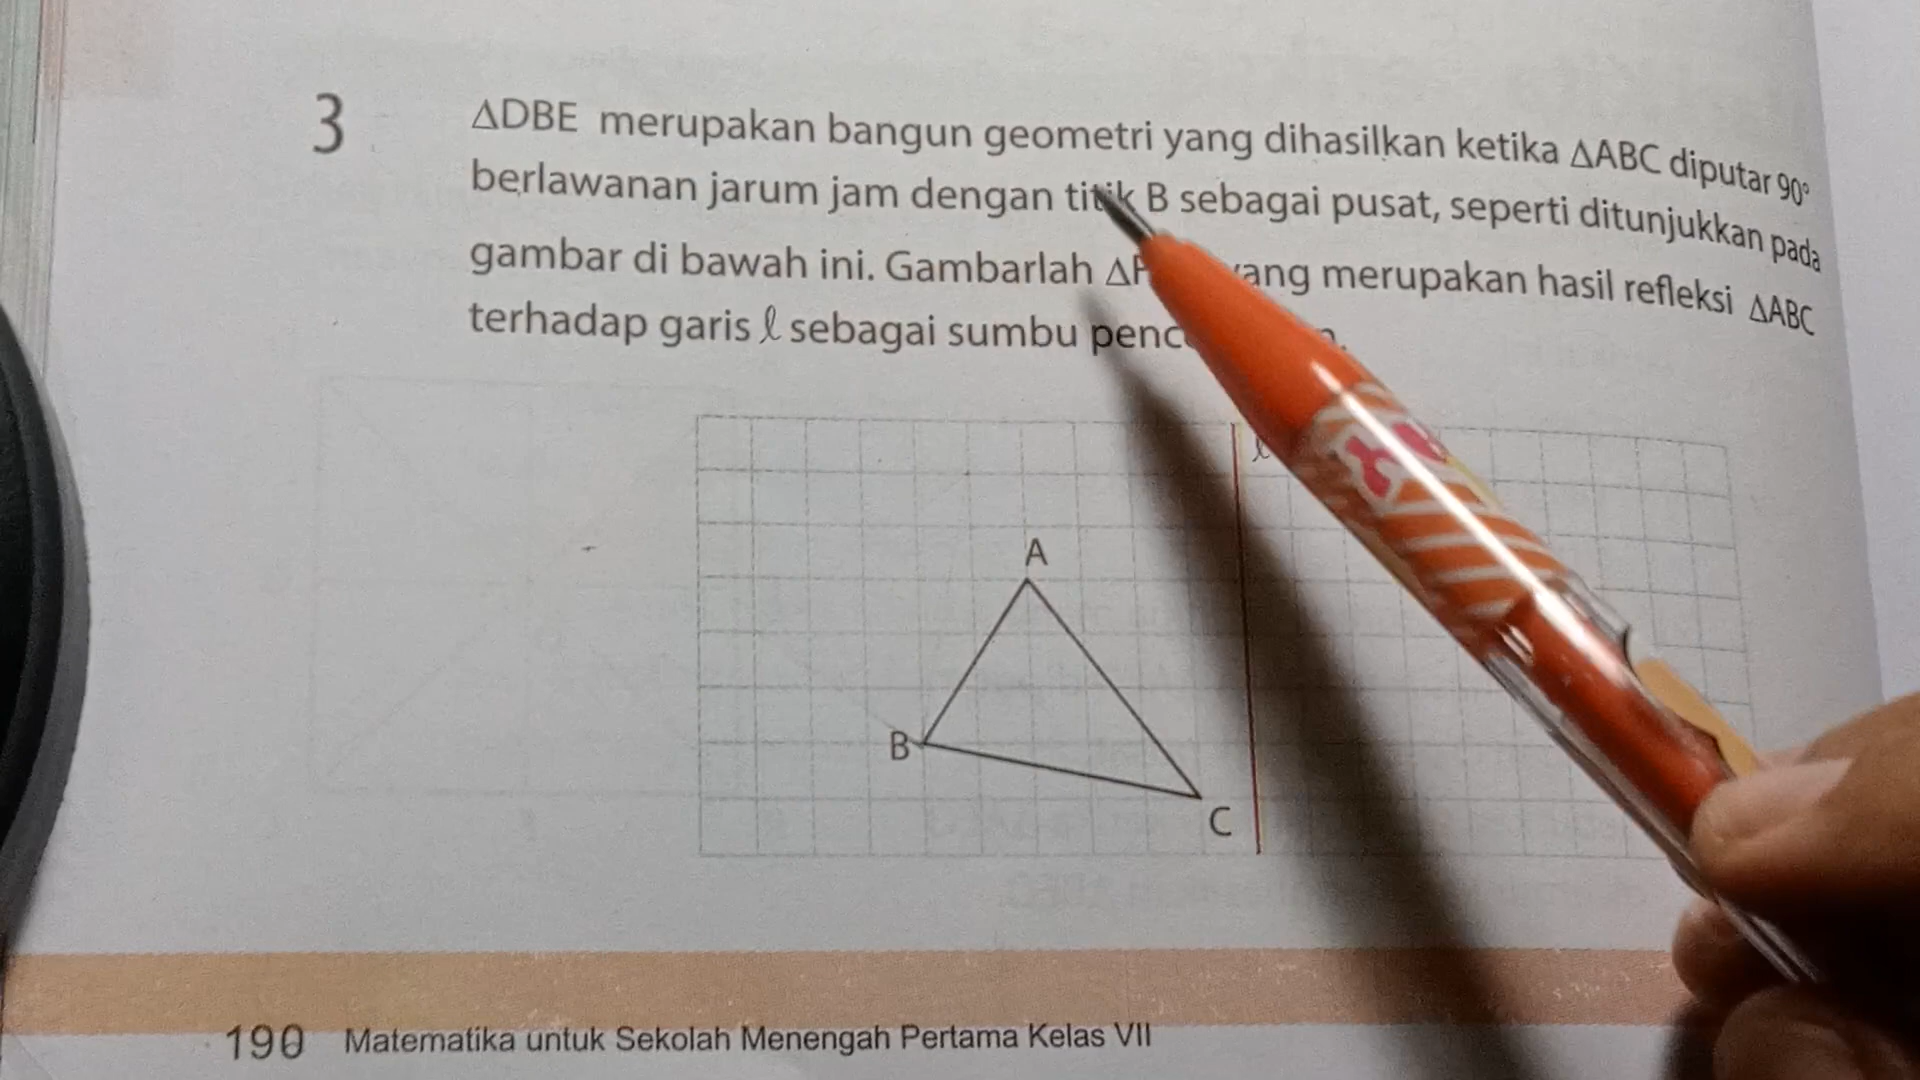 3 ∆DBE merupakan bangun geometri yang dihasilkan ketika ∆ABC diputar 90°
berlawanan jarum jam dengan titik B sebagai pusat, seperti ditunjukkan pada
gambar di bawah ini. Gambarlah yang merupakan hasil refleksi ∆ABC
terhadap garis ℓ sebagai sumbu
ℓ
A
B
C
190 Matematika untuk Sekolah Menengah Pertama Kelas VII